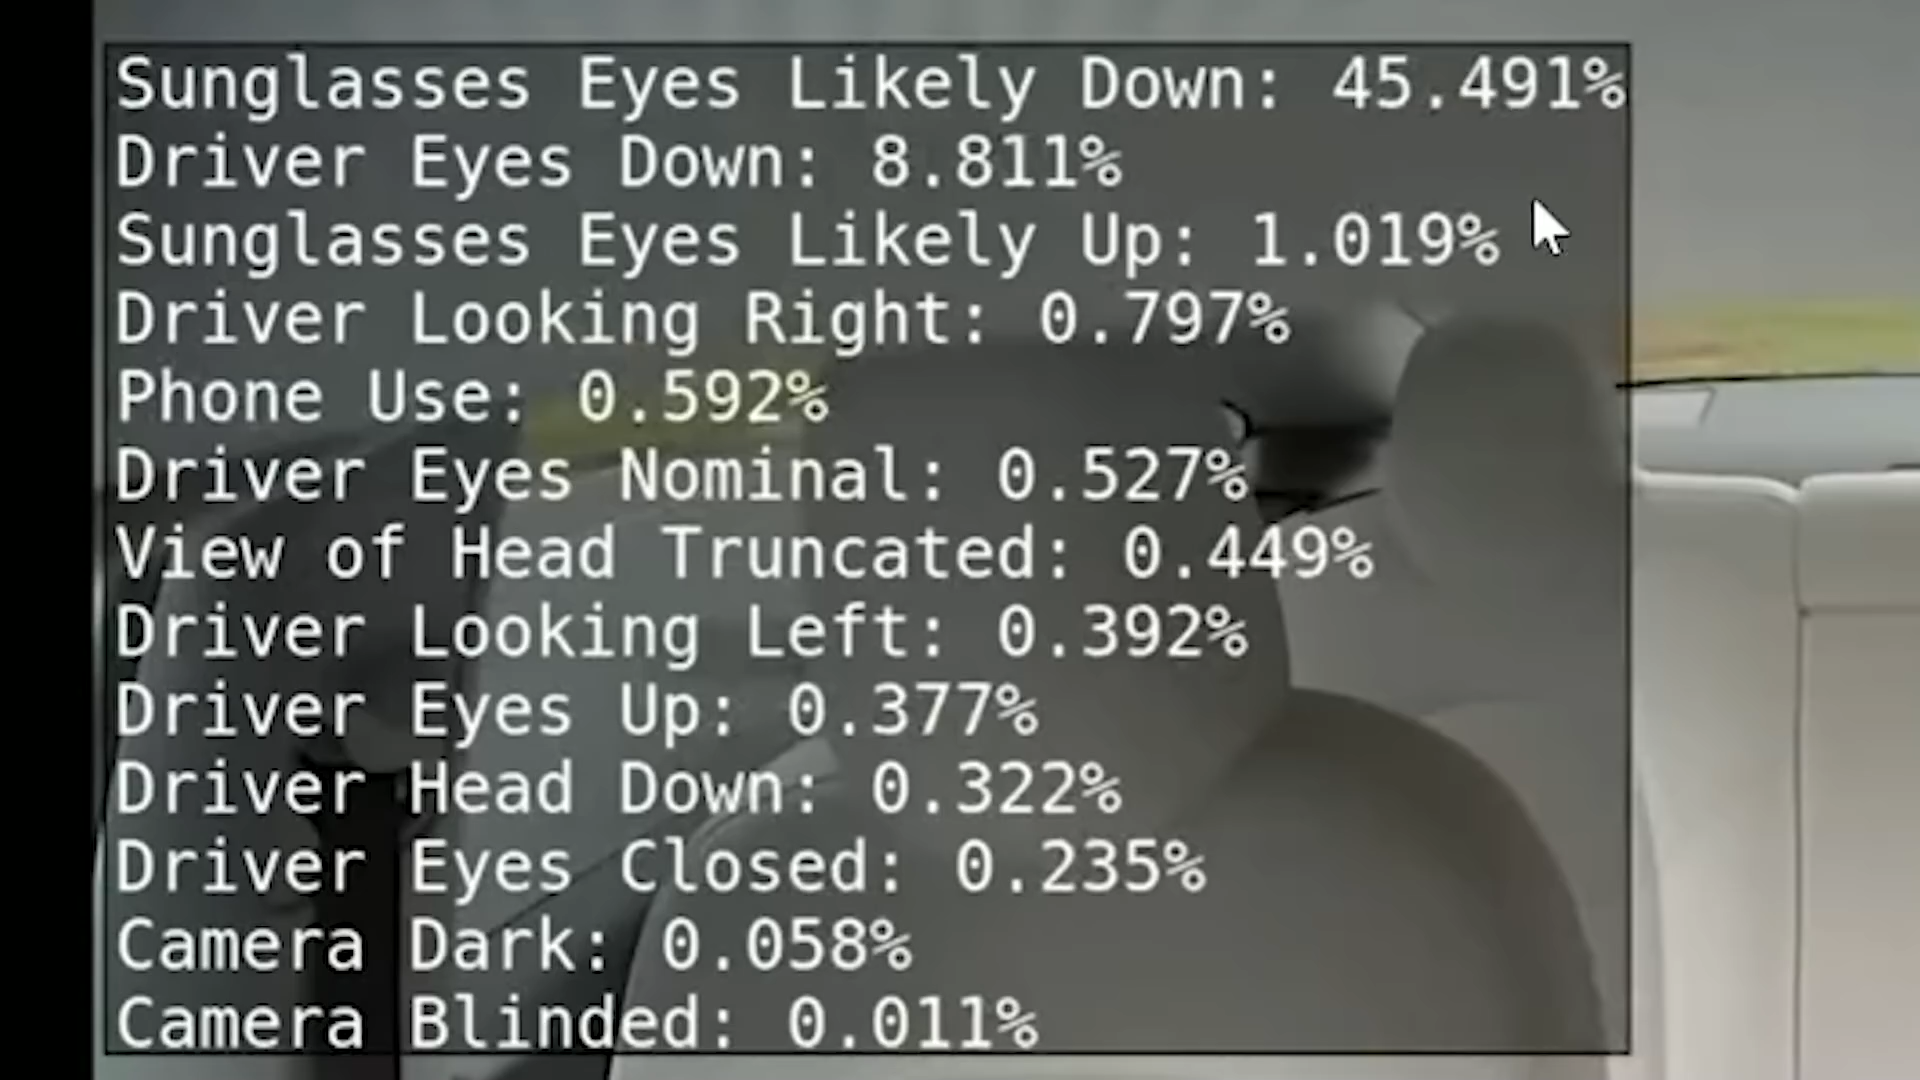 Sunglasses Eyes Likely Down: 45.491%
Driver Eyes Down: 8.811%
Sunglasses Eyes Likely Up: 1.019%
Driver Looking Right: 0.797%
Phone Use: 0.592%
Driver Eyes Nominal: 0.527%
View of Head Truncated: 0.449%
Driver Looking Left: 0.392%
Driver Eyes Up: 0.377%
Driver Head Down: 0.322%
Driver Eyes Closed: 0.235%
Camera Dark: 0.058%
Camera Blinded: 0.011%